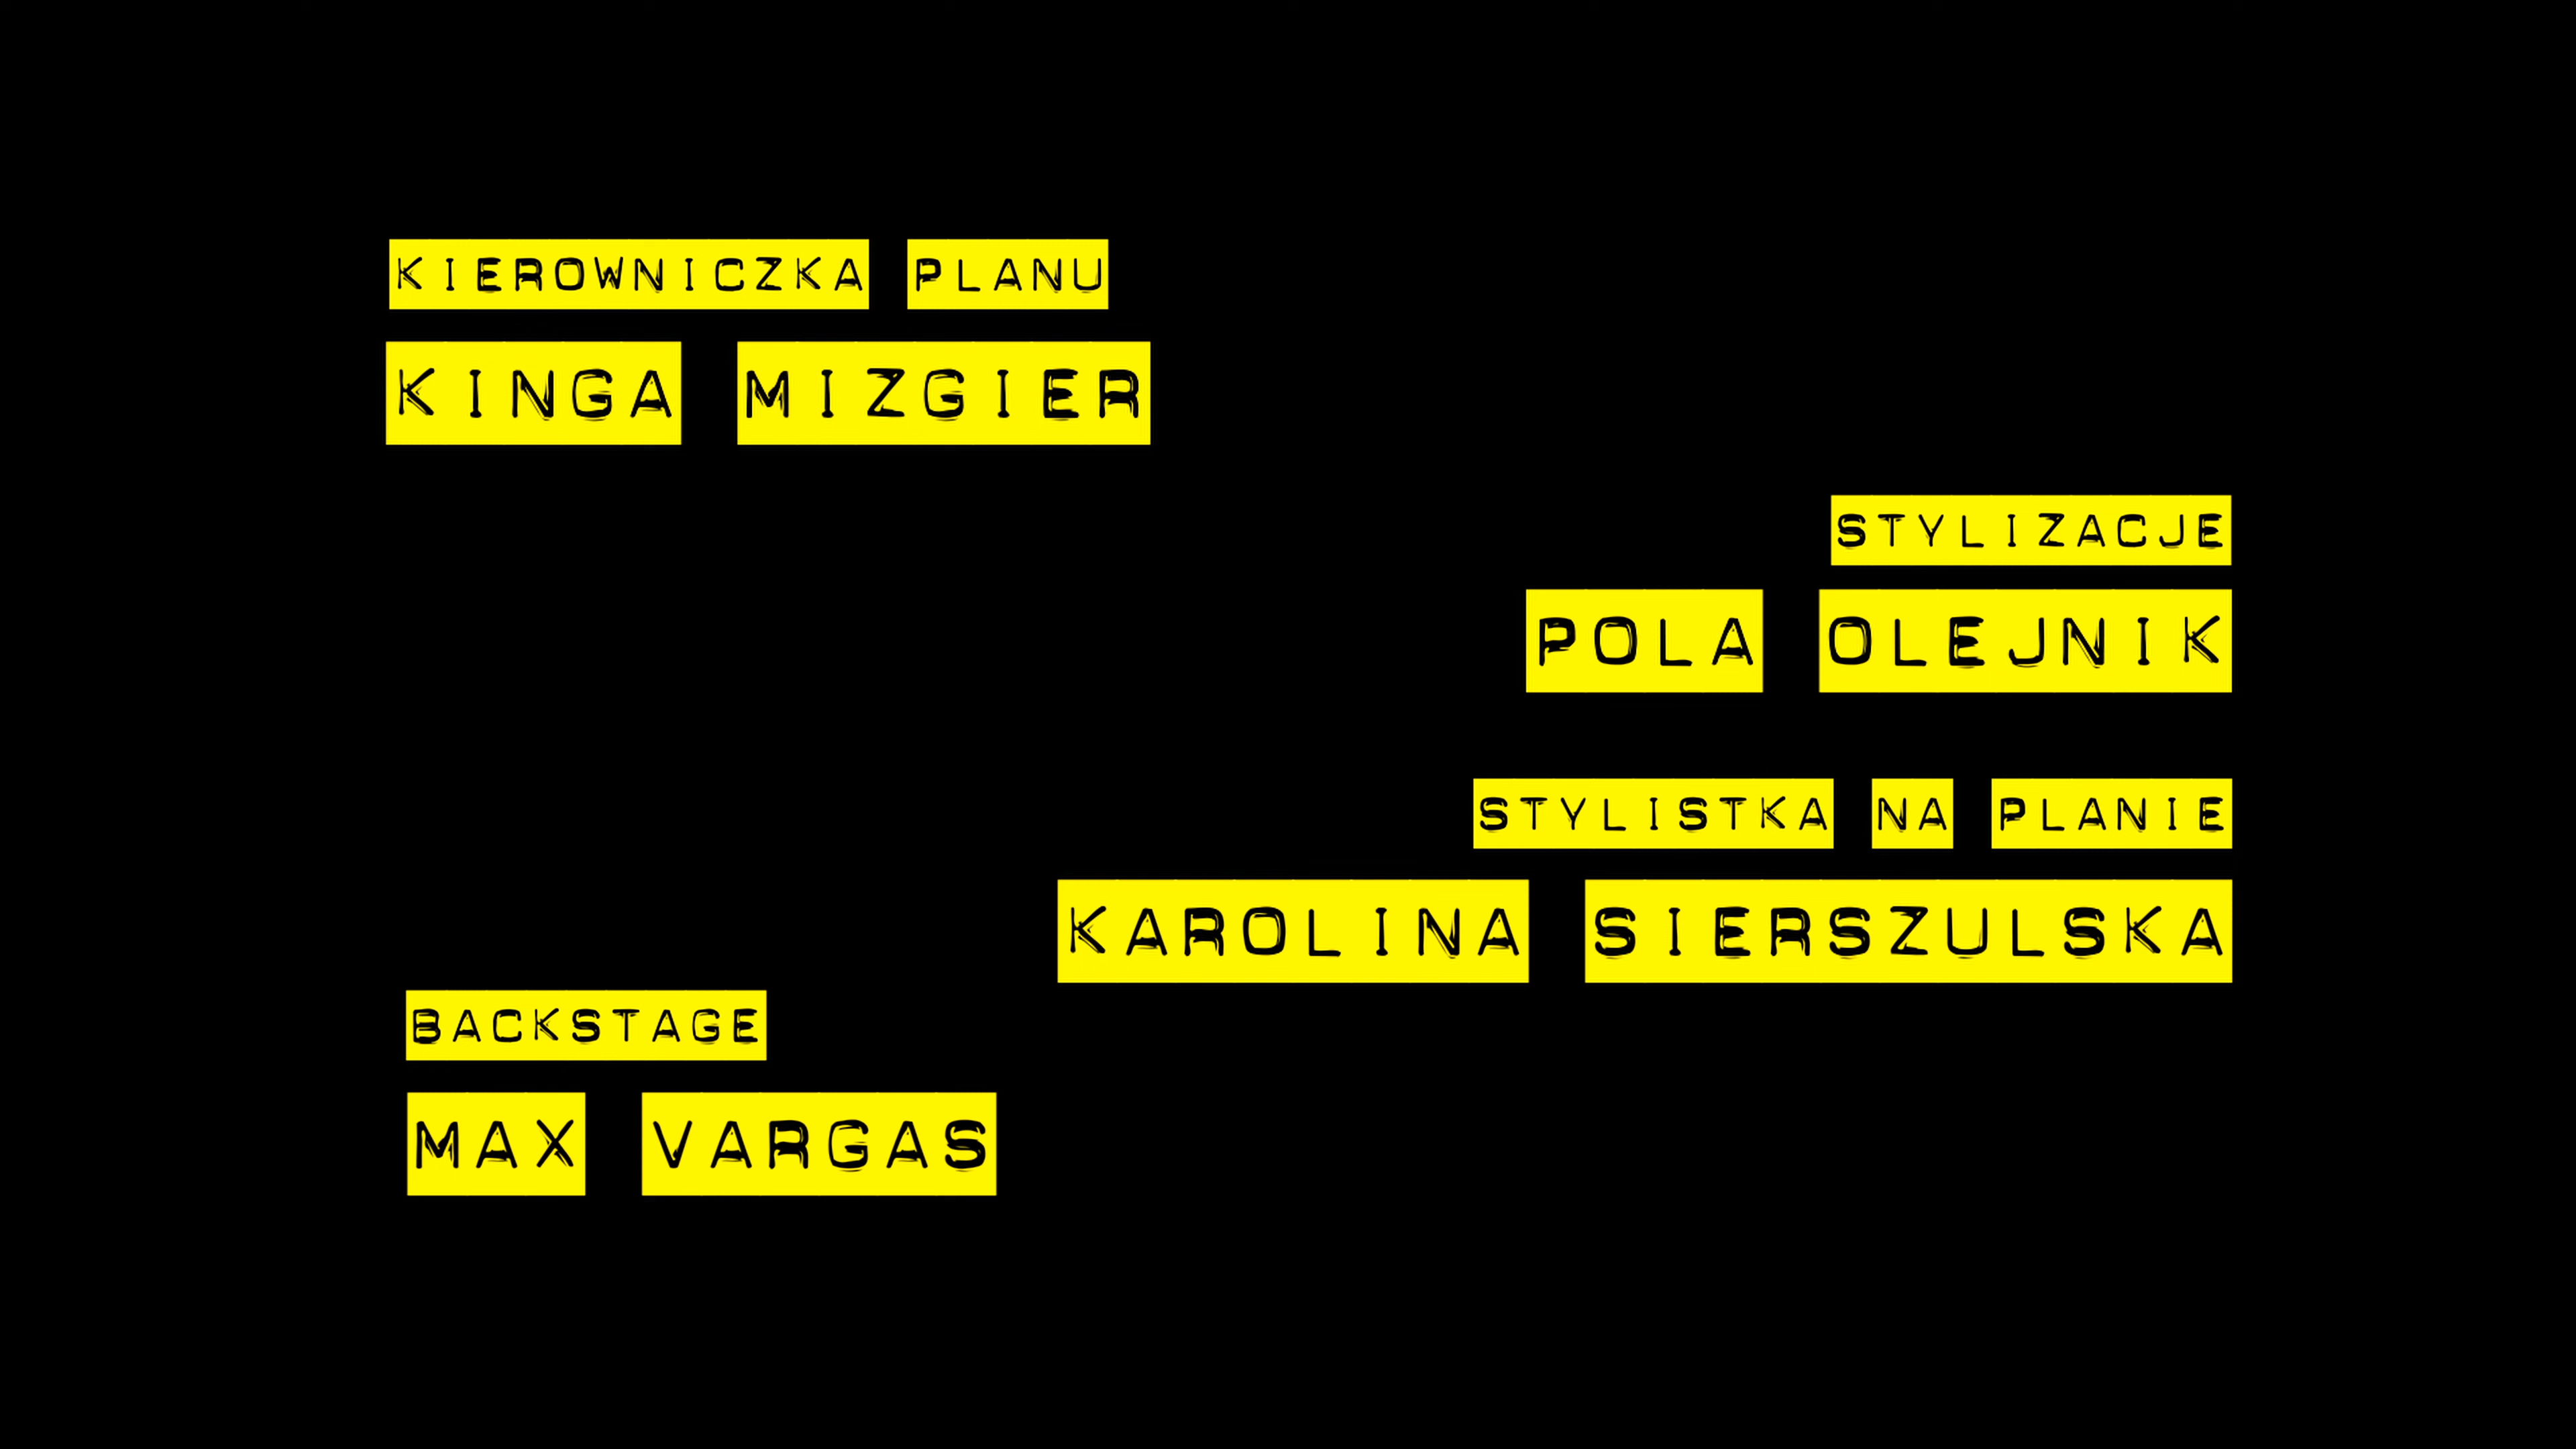 KIEROWNICZKA PLANU
KINGA MIZGIER
STYLIZACJE
POLA OLEJNIK
STYLISTKA NA PLANIE
KAROLINA SIERSZULSKA
BACKSTAGE
MAX VARGAS